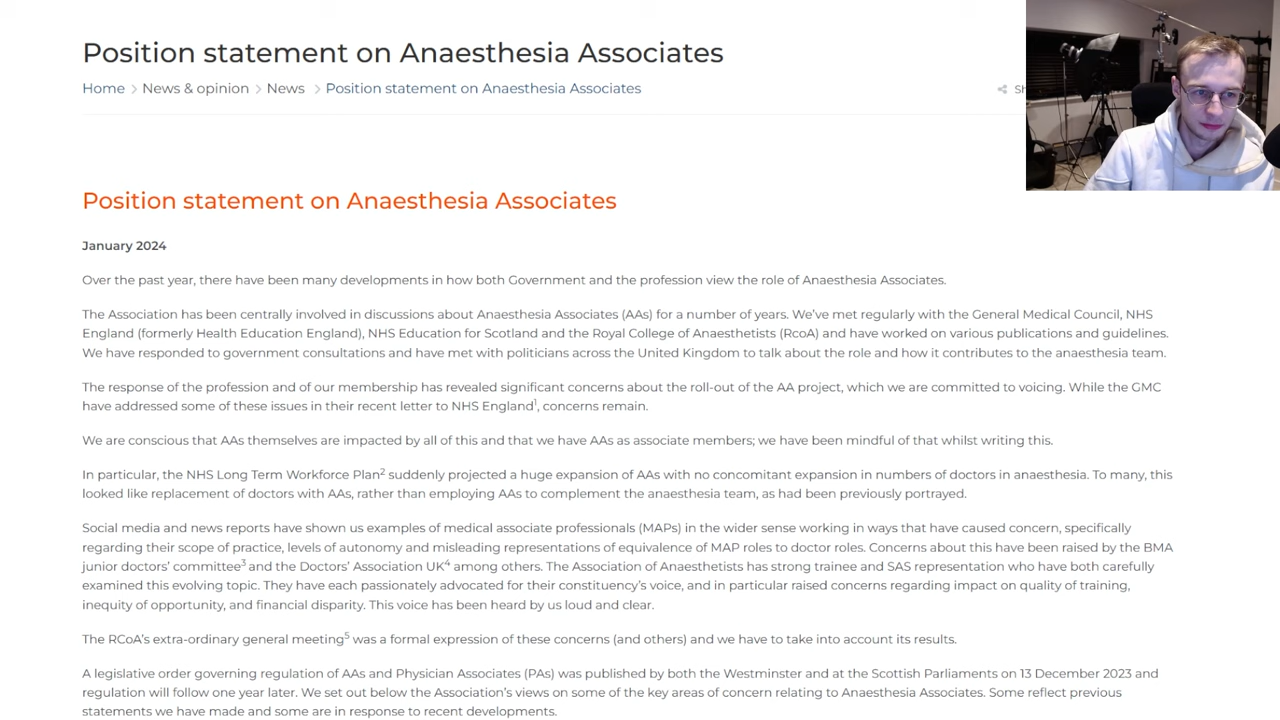 Position statement on Anaesthesia Associates
Home > News & opinion > News > Position statement on Anaesthesia Associates
Position statement on Anaesthesia Associates
January 2024
Over the past year, there have been many developments in how both Government and the profession view the role of Anaesthesia Associates.
The Association has been centrally involved in discussions about Anaesthesia Associates (AAs) for a number of years. We've met regularly with the General Medical Council, NHS
England (formerly Health Education England), NHS Education for Scotland and the Royal College of Anaesthetists (RcoA) and have worked on various publications and guidelines.
We have responded to government consultations and have met with politicians across the United Kingdom to talk about the role and how it contributes to the anaesthesia team.
The response of the profession and of our membership has revealed significant concerns about the roll-out of the AA project, which we are committed to voicing. While the GMC
have addressed some of these issues in their recent letter to NHS England¹, concerns remain.
We are conscious that AAs themselves are impacted by all of this and that we have AAs as associate members; we have been mindful of that whilst writing this.
In particular, the NHS Long Term Workforce Plan² suddenly projected a huge expansion of AAs with no concomitant expansion in numbers of doctors in anaesthesia. To many, this
looked like replacement of doctors with AAs, rather than employing AAs to complement the anaesthesia team, as had been previously portrayed.
Social media and news reports have shown us examples of medical associate professionals (MAPs) in the wider sense working in ways that have caused concern, specifically
regarding their scope of practice, levels of autonomy and misleading representations of equivalence of MAP roles to doctor roles. Concerns about this have been raised by the BMA
junior doctors' committee³ and the Doctors' Association UK⁴ among others. The Association of Anaesthetists has strong trainee and SAS representation who have both carefully
examined this evolving topic. They have each passionately advocated for their constituency's voice, and in particular raised concerns regarding impact on quality of training,
inequity of opportunity, and financial disparity. This voice has been heard by us loud and clear.
The RCoA's extra-ordinary general meeting⁵ was a formal expression of these concerns (and others) and we have to take into account its results.
A legislative order governing regulation of AAs and Physician Associates (PAs) was published by both the Westminster and at the Scottish Parliaments on 13 December 2023 and
regulation will follow one year later. We set out below the Association's views on some of the key areas of concern relating to Anaesthesia Associates. Some reflect previous
statements we have made and some are in response to recent developments.